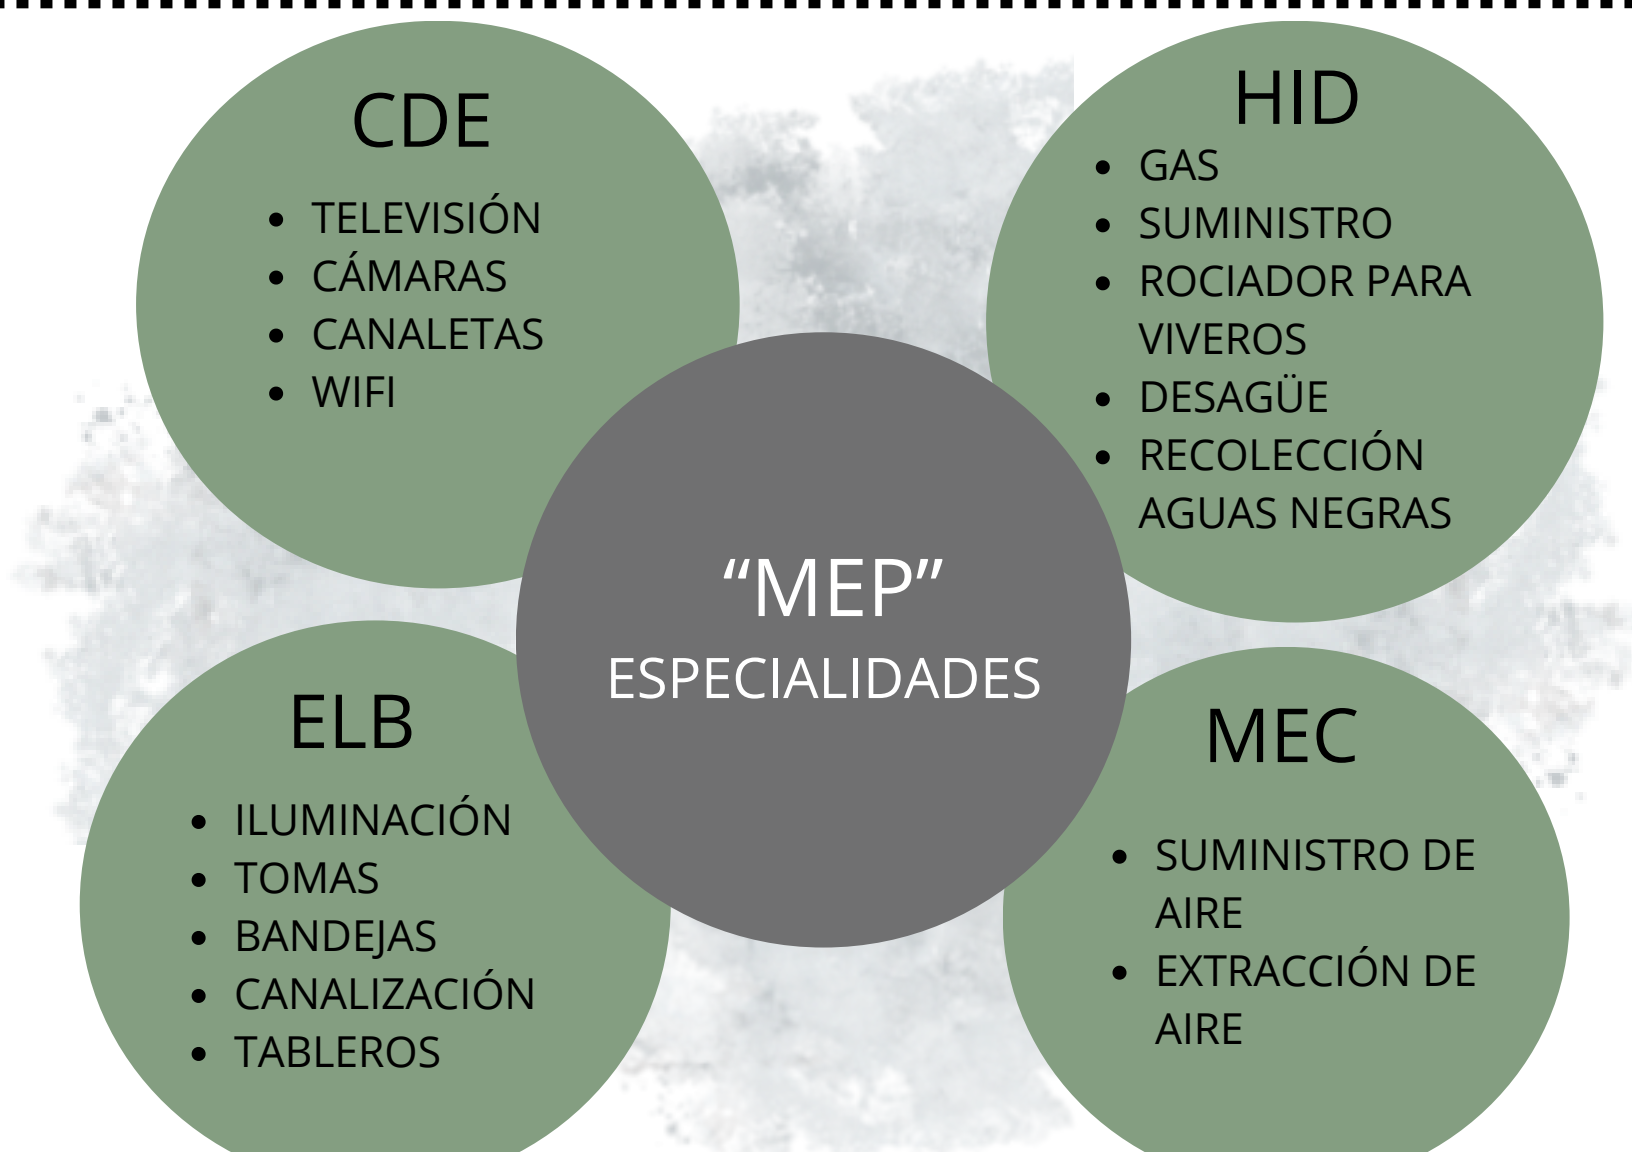 CDE
• TELEVISIÓN
• CÁMARAS
• CANALETAS
• WIFI
HID
• GAS
• SUMINISTRO
• ROCIADOR PARA
VIVEROS
• DESAGÜE
• RECOLECCIÓN
AGUAS NEGRAS
“MEP”
ESPECIALIDADES
ELB
• ILUMINACIÓN
• TOMAS
• BANDEJAS
• CANALIZACIÓN
• TABLEROS
MEC
• SUMINISTRO DE
AIRE
• EXTRACCIÓN DE
AIRE